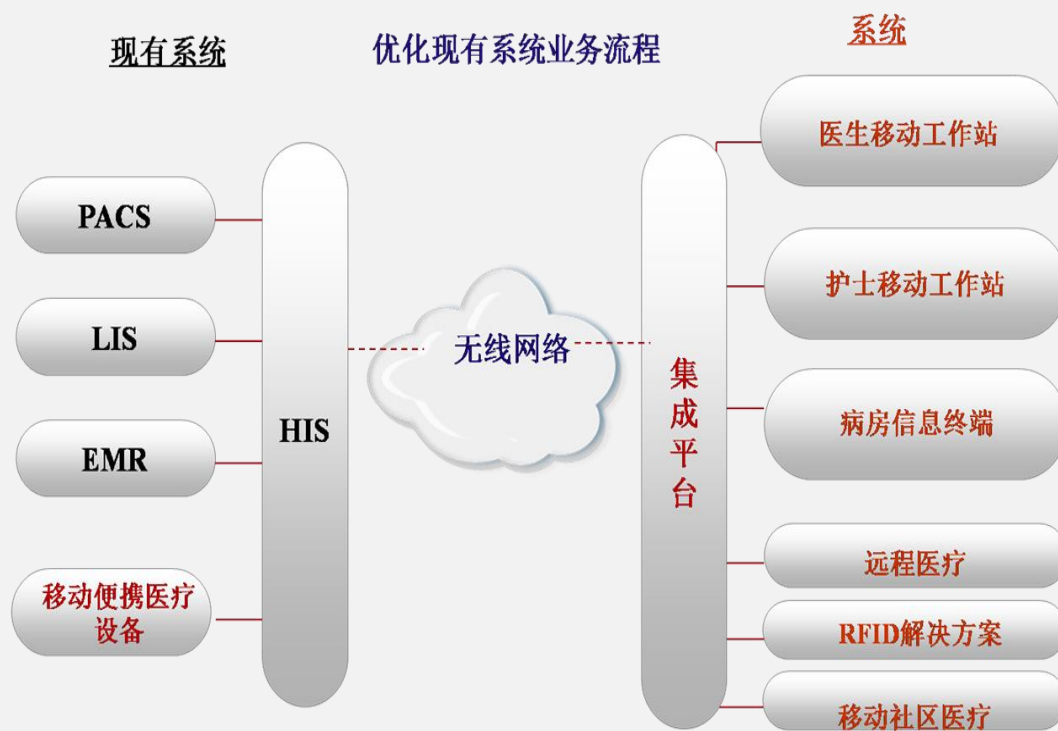 现有系统
优化现有系统业务流程
系统
PACS
LIS
EMR
移动便携医疗
设备
HIS
无线网络
集成平台
医生移动工作站
护士移动工作站
病房信息终端
远程医疗
RFID解决方案
移动社区医疗